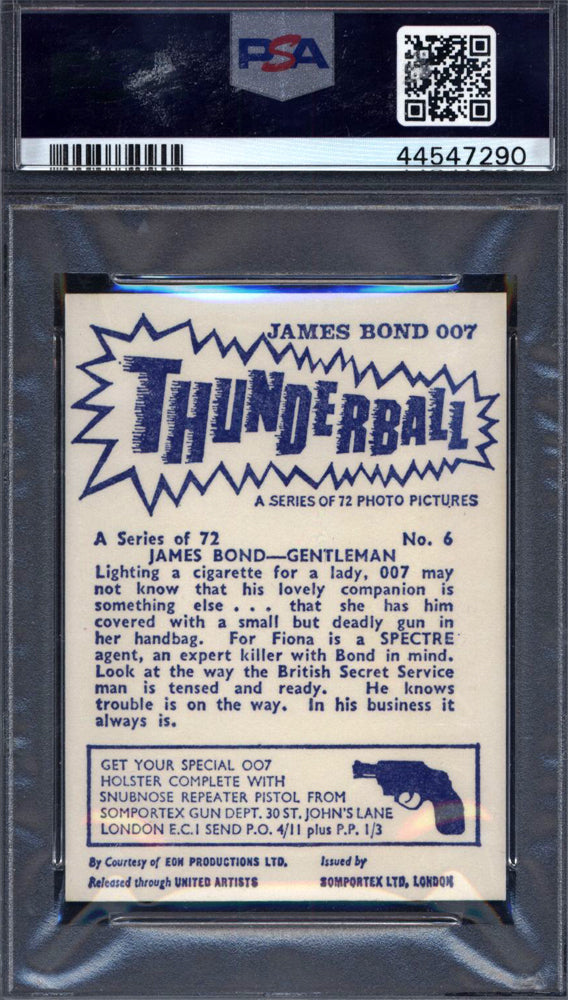 PSA
44547290
JAMES BOND 007
THUNDERBALL
A SERIES OF 72 PHOTO PICTURES
A Series of 72 No. 6
JAMES BOND—GENTLEMAN
Lighting a cigarette for a lady, 007 may
not know that his lovely companion is
something else . . . that she has him
covered with a small but deadly gun in
her handbag. For Fiona is a SPECTRE
agent, an expert killer with Bond in mind.
Look at the way the British Secret Service
man is tensed and ready. He knows
trouble is on the way. In his business it
always is.
GET YOUR SPECIAL OO7
HOLSTER COMPLETE WITH
SNUBNOSE REPEATER PISTOL FROM
SOMPORTEX GUN DEPT. 30 ST. JOHN'S LANE
LONDON E.C.1 SEND P.O. 4/11 plus P.P. 1/3
By Courtesy of EON PRODUCTIONS LTD. Issued by
Released through UNITED ARTISTS SOMPORTEX LTD, LONDON